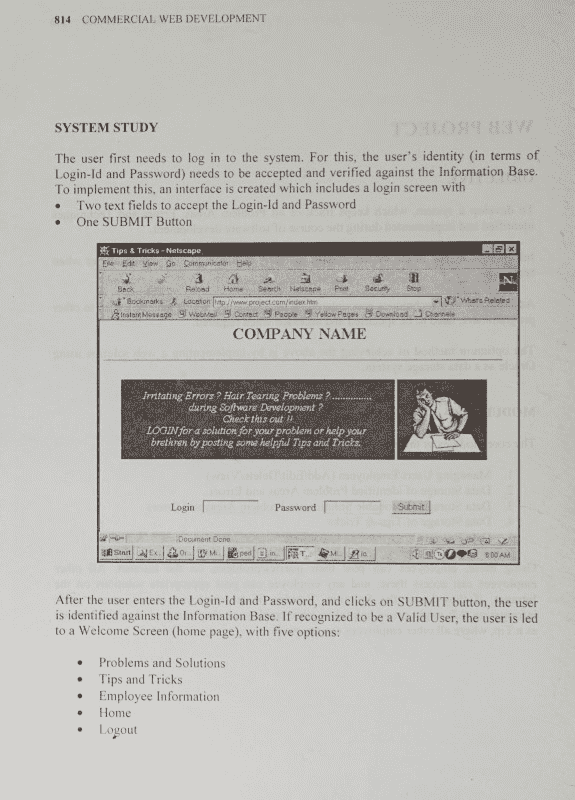 814 COMMERCIAL WEB DEVELOPMENT
SYSTEM STUDY
The user first needs to log in to the system. For this, the user's identity (in terms of
Login-Id and Password) needs to be accepted and verified against the Information Base.
To implement this, an interface is created which includes a login screen with
• Two text fields to accept the Login-Id and Password
• One SUBMIT Button
Tips & Tricks - Netscape
File Edit View Go Communicator Help
Back Reload Home Search Netscape Print Security Stop
Bookmarks Location http://www.project.com/index.htm What's Related
Instant Message WebMail Contact People Yellow Pages Download Channels
COMPANY NAME
Irritating Errors ? Hair Tearing Problems ?...............
during Software Development ?
Check this out !!
LOGIN for a solution for your problem or help your
brethren by posting some helpful Tips and Tricks.
Login Password Submit
Document Done
Start 8:00 AM
After the user enters the Login-Id and Password, and clicks on SUBMIT button, the user
is identified against the Information Base. If recognized to be a Valid User, the user is led
to a Welcome Screen (home page), with five options:
• Problems and Solutions
• Tips and Tricks
• Employee Information
• Home
• Logout